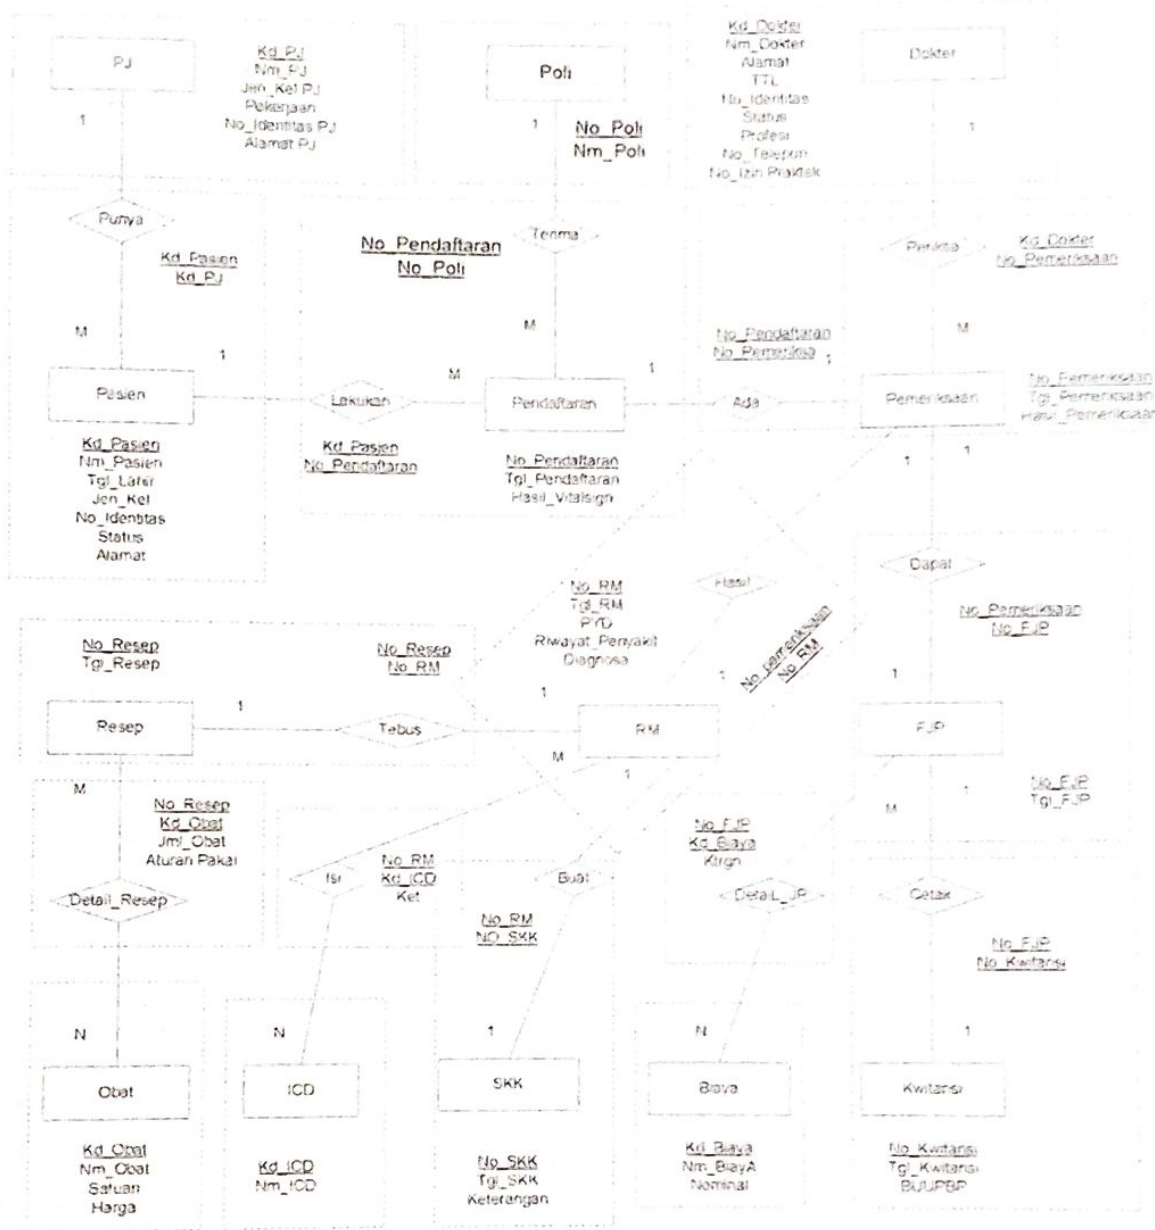 PJ
Kd_PJ
Nm_PJ
Jen_Kel PJ
Pekerjaan
No_Identitas PJ
Alamat PJ
1
Poli
1
No_Poli
Nm_Poli
Kd_Dokter
Nm_Dokter
Alamat
TTL
No_Identitas
Status
Profesi
No_Telepon
No_Izin Praktek
Dokter
1
Punya
Kd_Pasien
Kd_PJ
M
1
No_Pendaftaran
No_Poli
Terima
M
M
1
Periksa
Kd_Dokter
No_Pemeriksaan
M
No_Pendaftaran
No_Pemeriksa
1
Pasien
Lakukan
Pendaftaran
Ada
Pemeriksaan
No_Pemeriksaan
Tgl_Pemeriksaan
Hasil_Pemeriksaan
Kd_Pasien
Nm_Pasien
Tgl_Lahir
Jen_Kel
No_Identitas
Status
Alamat
Kd_Pasien
No_Pendaftaran
No_Pendaftaran
Tgl_Pendaftaran
Hasil_Vitalsign
1
1
Dapat
No_Pemeriksaan
No_FJP
1
No_RM
Tgl_RM
PYD
Riwayat_Penyakit
Diagnosa
Hasil
No_pemeriksaan
No_RM
1
No_Resep
Tgl_Resep
No_Resep
No_RM
1
1
Resep
Tebus
RM
FJP
M
1
M
1
No_FJP
Tgl_FJP
M
No_Resep
Kd_Obat
Jml_Obat
Aturan Pakai
Detail_Resep
Isi
No_RM
Kd_ICD
Ket
Buat
No_RM
NO_SKK
No_FJP
Kd_Biaya
Ktrgn
DetaiL_JP
Cetak
No_FJP
No_Kwitansi
N
N
1
N
1
Obat
ICD
SKK
Biaya
Kwitansi
Kd_Obat
Nm_Obat
Satuan
Harga
Kd_ICD
Nm_ICD
No_SKK
Tgl_SKK
Keterangan
Kd_Biaya
Nm_BiayA
Nominal
No_Kwitansi
Tgl_Kwitansi